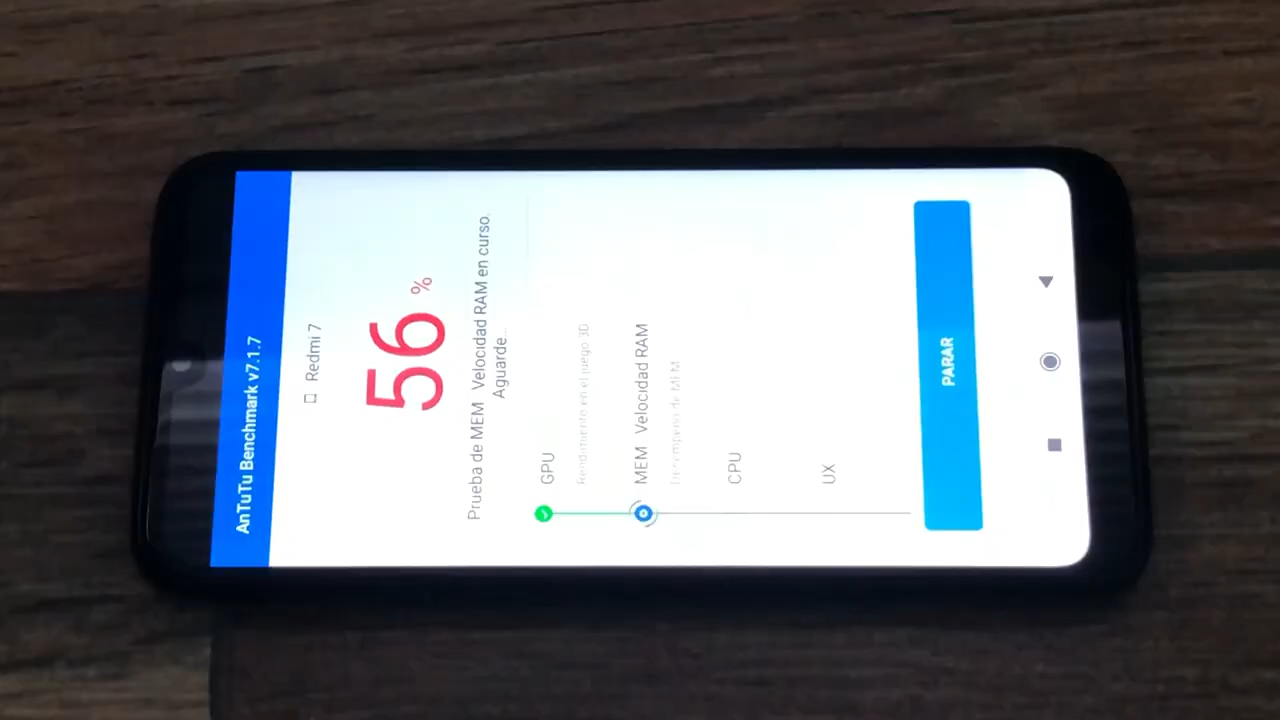 AnTuTu Benchmark v7.1.7
Redmi 7
56 %
Prueba de MEM Velocidad RAM en curso.
Aguarde...
GPU
Rendimiento en el juego 3D
MEM Velocidad RAM
Desempeño de MEM
CPU
UX
PARAR